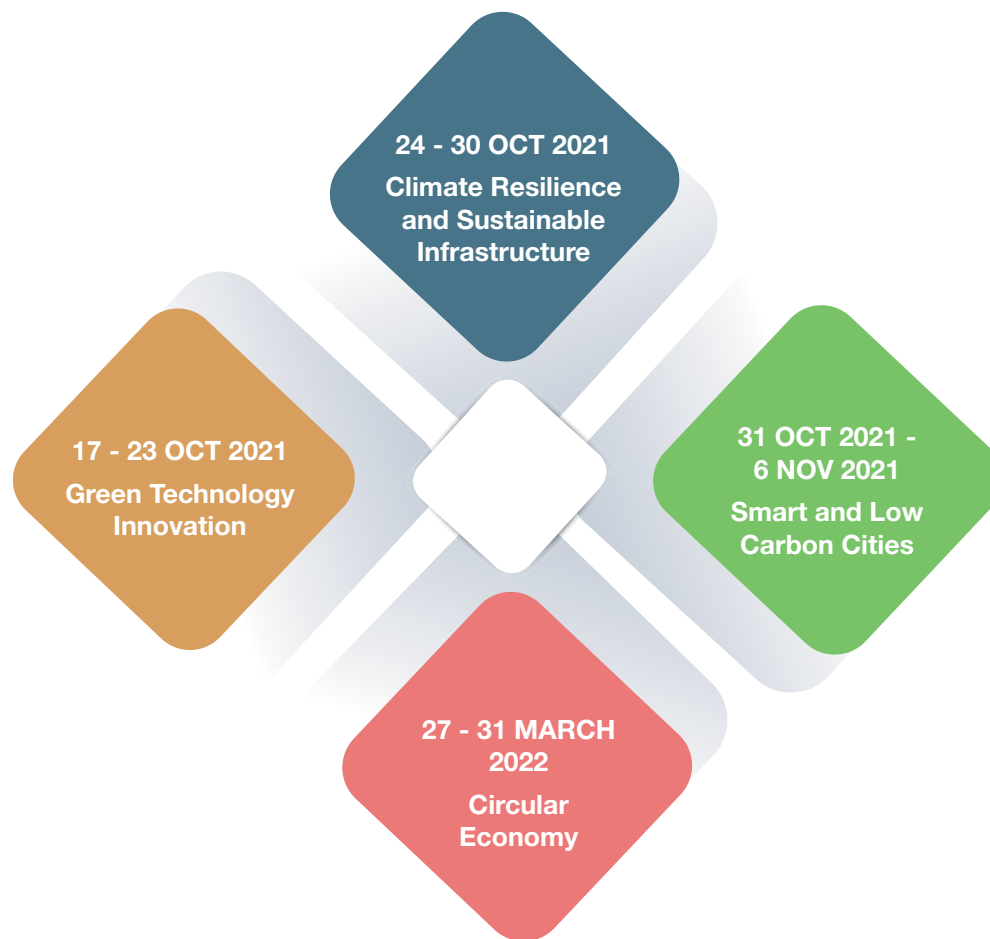 24 - 30 OCT 2021
Climate Resilience
and Sustainable
Infrastructure
17 - 23 OCT 2021
Green Technology
Innovation
31 OCT 2021 -
6 NOV 2021
Smart and Low
Carbon Cities
27 - 31 MARCH
2022
Circular
Economy